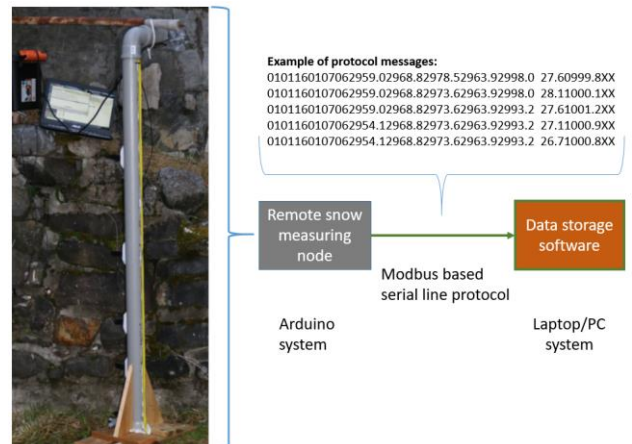 Example of protocol messages:
0101160107062959.02968.82978.52963.92998.0 27.60999.8XX
0101160107062959.02968.82973.62963.92998.0 28.11000.1XX
0101160107062959.02968.82973.62963.92993.2 27.61001.2XX
0101160107062954.12968.82973.62963.92993.2 27.11000.9XX
0101160107062954.12968.82973.62963.92993.2 26.71000.8XX
Remote snow
measuring
node
Data storage
software
Modbus based
serial line protocol
Arduino
system
Laptop/PC
system